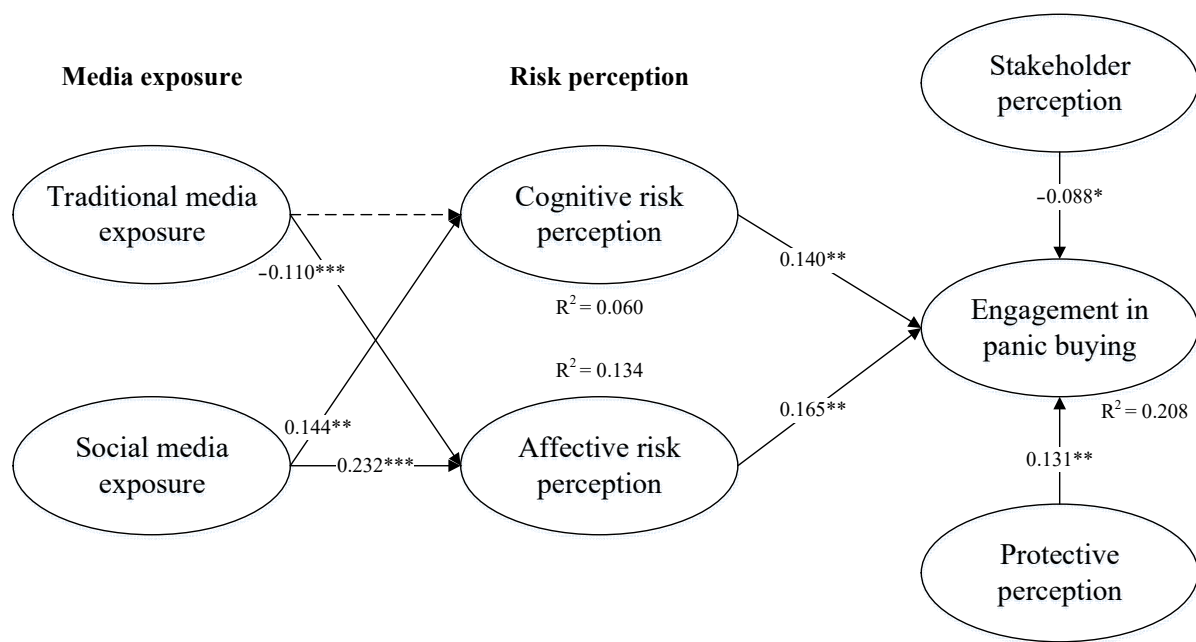 Media exposure
Risk perception
Stakeholder
perception
Traditional media
exposure
Cognitive risk
perception
−0.088*
−0.110***
0.140**
R² = 0.060
Engagement in
panic buying
R² = 0.134
R² = 0.208
0.144**
0.165**
Social media
exposure
0.232***
Affective risk
perception
0.131**
Protective
perception